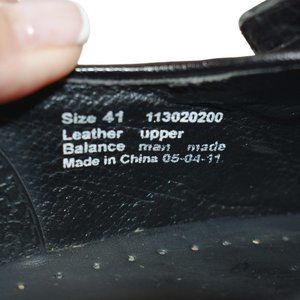 Size 41 113020200
Leather upper
Balance man made
Made in China 05-04-11